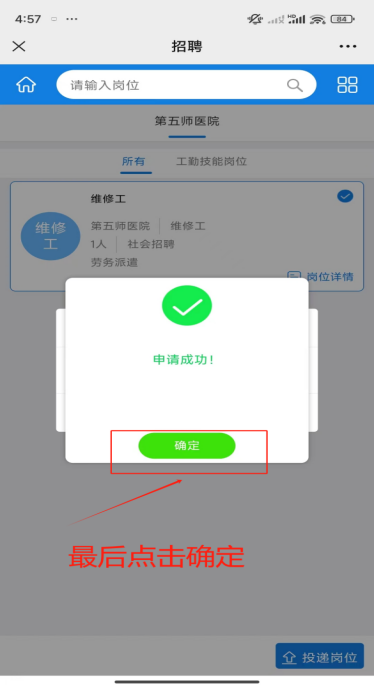 4:57
84
招聘
请输入岗位
第五师医院
所有 工勤技能岗位
维修工
维修工
第五师医院 维修工
1人 社会招聘
劳务派遣
岗位详情
申请成功！
确定
最后点击确定
投递岗位